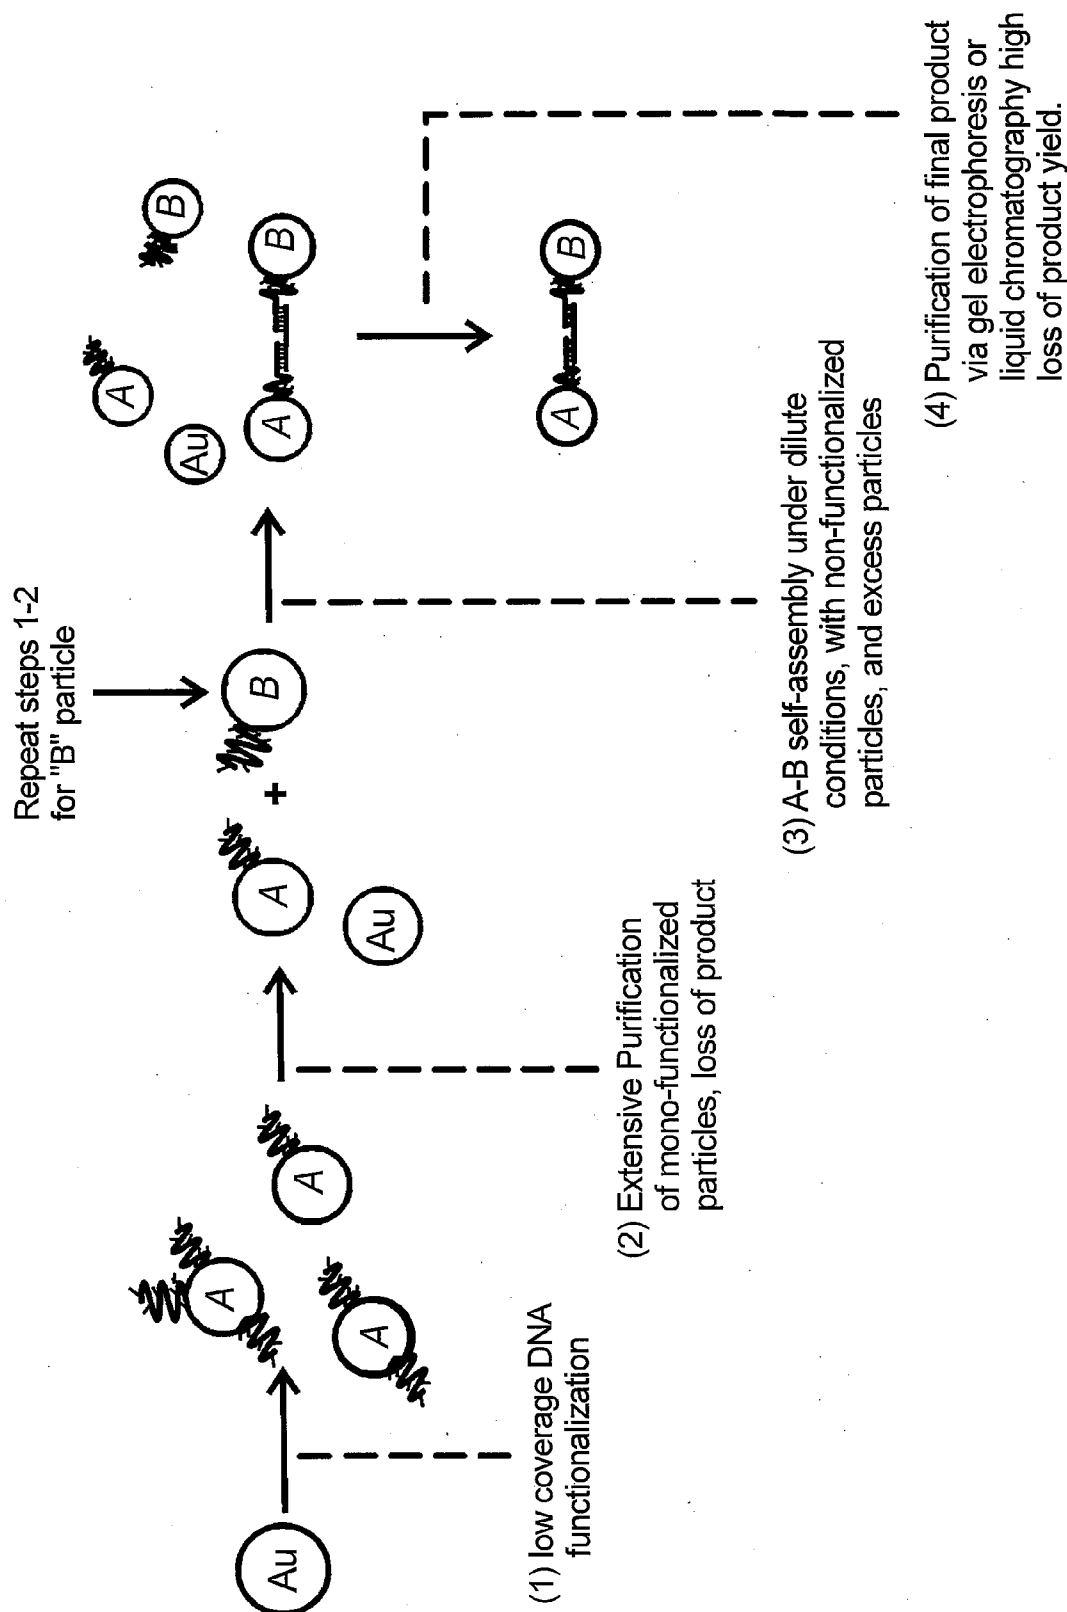 Au
(1) low coverage DNA
functionalization
A
A
A
(2) Extensive Purification
of mono-functionalized
particles, loss of product
A
Au
+
B
Repeat steps 1-2
for "B" particle
(3) A-B self-assembly under dilute
conditions, with non-functionalized
particles, and excess particles
A
Au
B
A
B
(4) Purification of final product
via gel electrophoresis or
liquid chromatography high
loss of product yield.
A
B